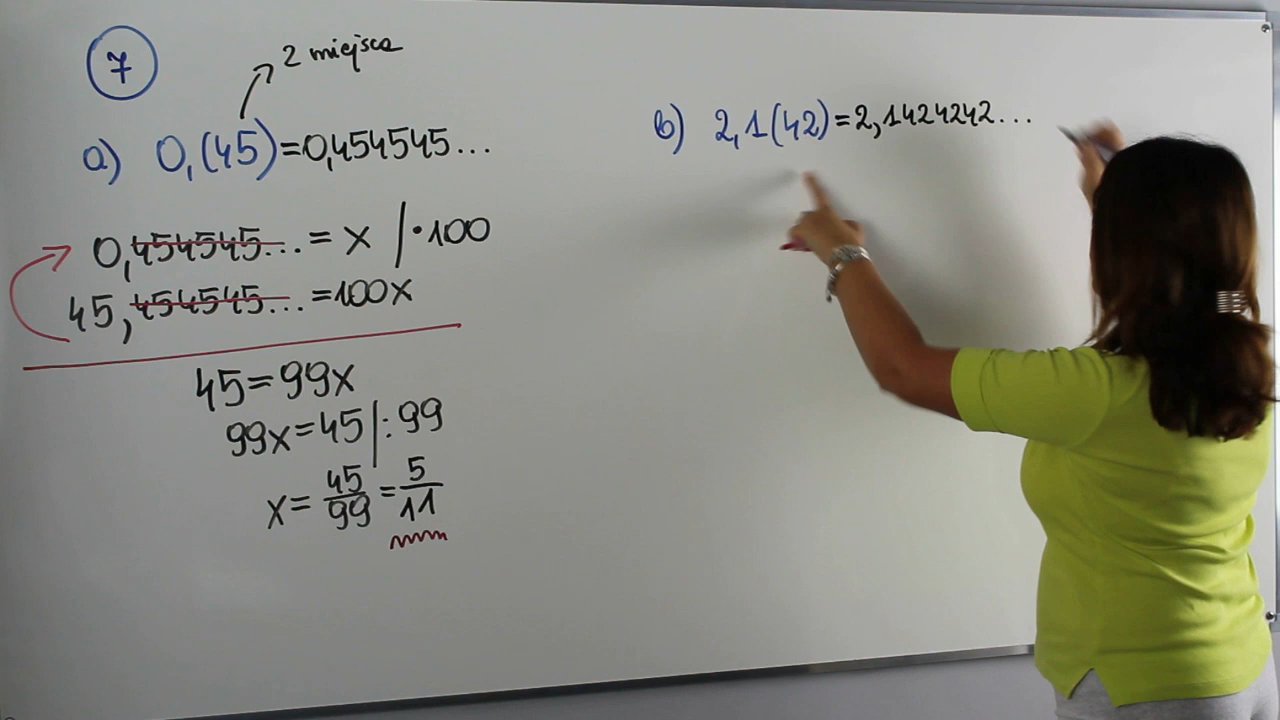 7
2 miejsca
a) 0,(45)=0,454545...
0,454545... = x |·100
45,454545... =100x
45=99x
99x=45|:99
x= 45/99 = 5/11
b) 2,1(42)=2,1424242...